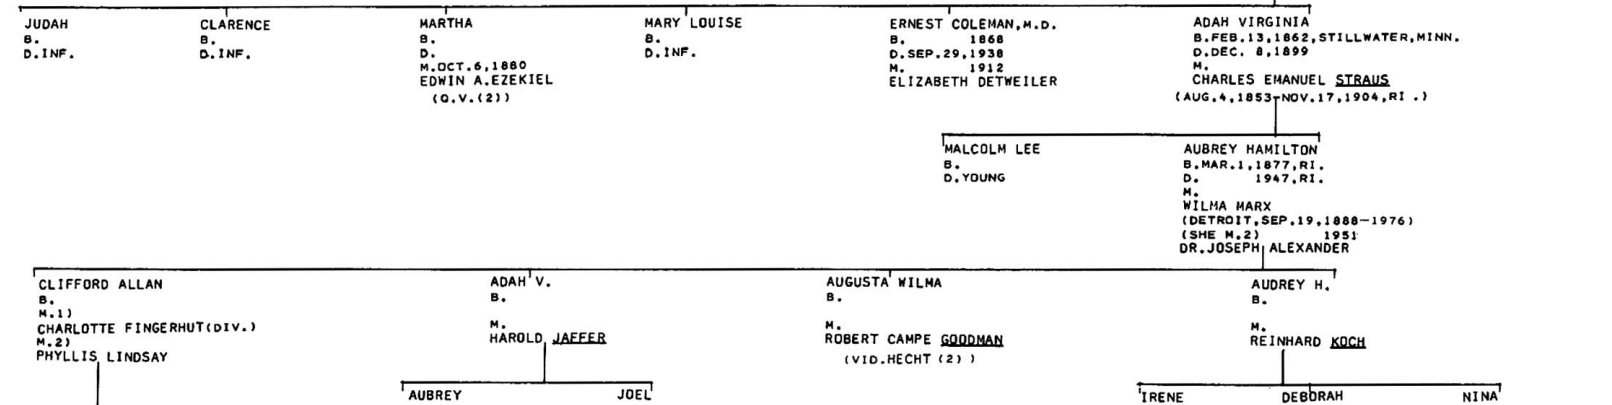 JUDAH
B.
D.INF.
CLARENCE
B.
D.INF.
MARTHA
B.
D.
M.OCT.6,1880
EDWIN A.EZEKIEL
(Q.V.(2))
MARY LOUISE
B.
D.INF.
ERNEST COLEMAN,M.D.
B. 1868
D.SEP.29,1938
M. 1912
ELIZABETH DETWEILER
ADAH VIRGINIA
B.FEB.13,1862,STILLWATER,MINN.
D.DEC. 8,1899
M.
CHARLES EMANUEL STRAUS
(AUG.4,1853-NOV.17,1904,RI .)
MALCOLM LEE
B.
D.YOUNG
AUBREY HAMILTON
B.MAR.1,1877,RI.
D. 1947,RI.
M.
WILMA MARX
(DETROIT,SEP.19,1888-1976)
(SHE M.2) 1951
DR.JOSEPH ALEXANDER
CLIFFORD ALLAN
B.
M.1)
CHARLOTTE FINGERHUT(DIV.)
M.2)
PHYLLIS LINDSAY
ADAH V.
B.
M.
HAROLD JAFFER
AUGUSTA WILMA
B.
M.
ROBERT CAMPE GOODMAN
(VID.HECHT (2) )
AUDREY H.
B.
M.
REINHARD KOCH
AUBREY JOEL
IRENE DEBORAH NINA